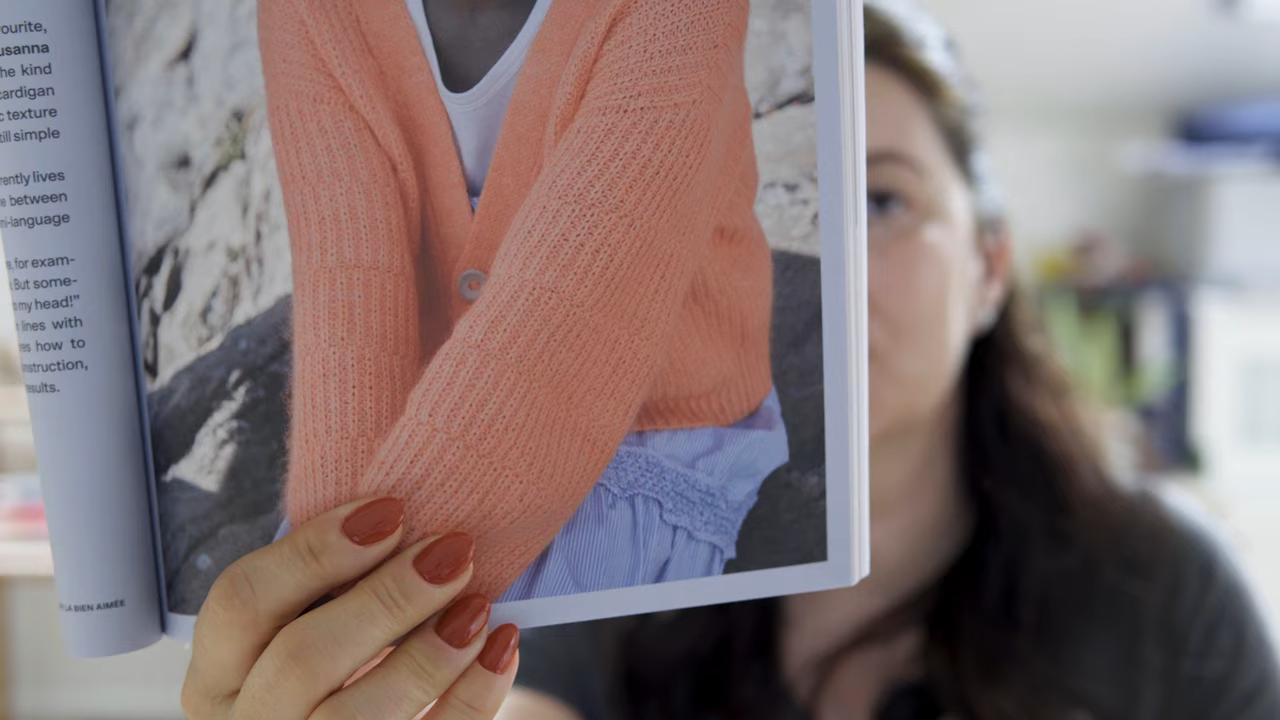 ourite,
usanna
he kind
ardigan
c texture
till simple
rently lives
e between
ni-language
e, for exam-
But some-
my head!"
lines with
es how to
nstruction,
esults.
LA BIEN AIMÉE